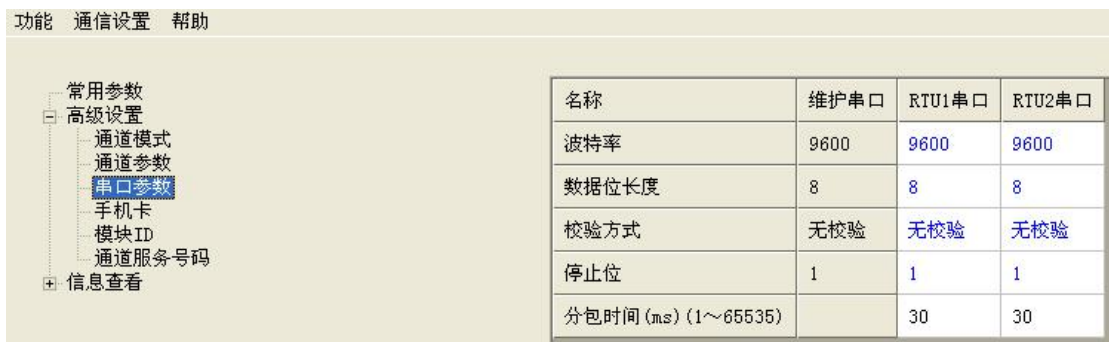 功能 通信设置 帮助
常用参数
高级设置
通道模式
通道参数
串口参数
手机卡
模块ID
通道服务号码
信息查看
名称 维护串口 RTU1串口 RTU2串口
波特率 9600 9600 9600
数据位长度 8 8 8
校验方式 无校验 无校验 无校验
停止位 1 1 1
分包时间(ms)(1～65535) 30 30